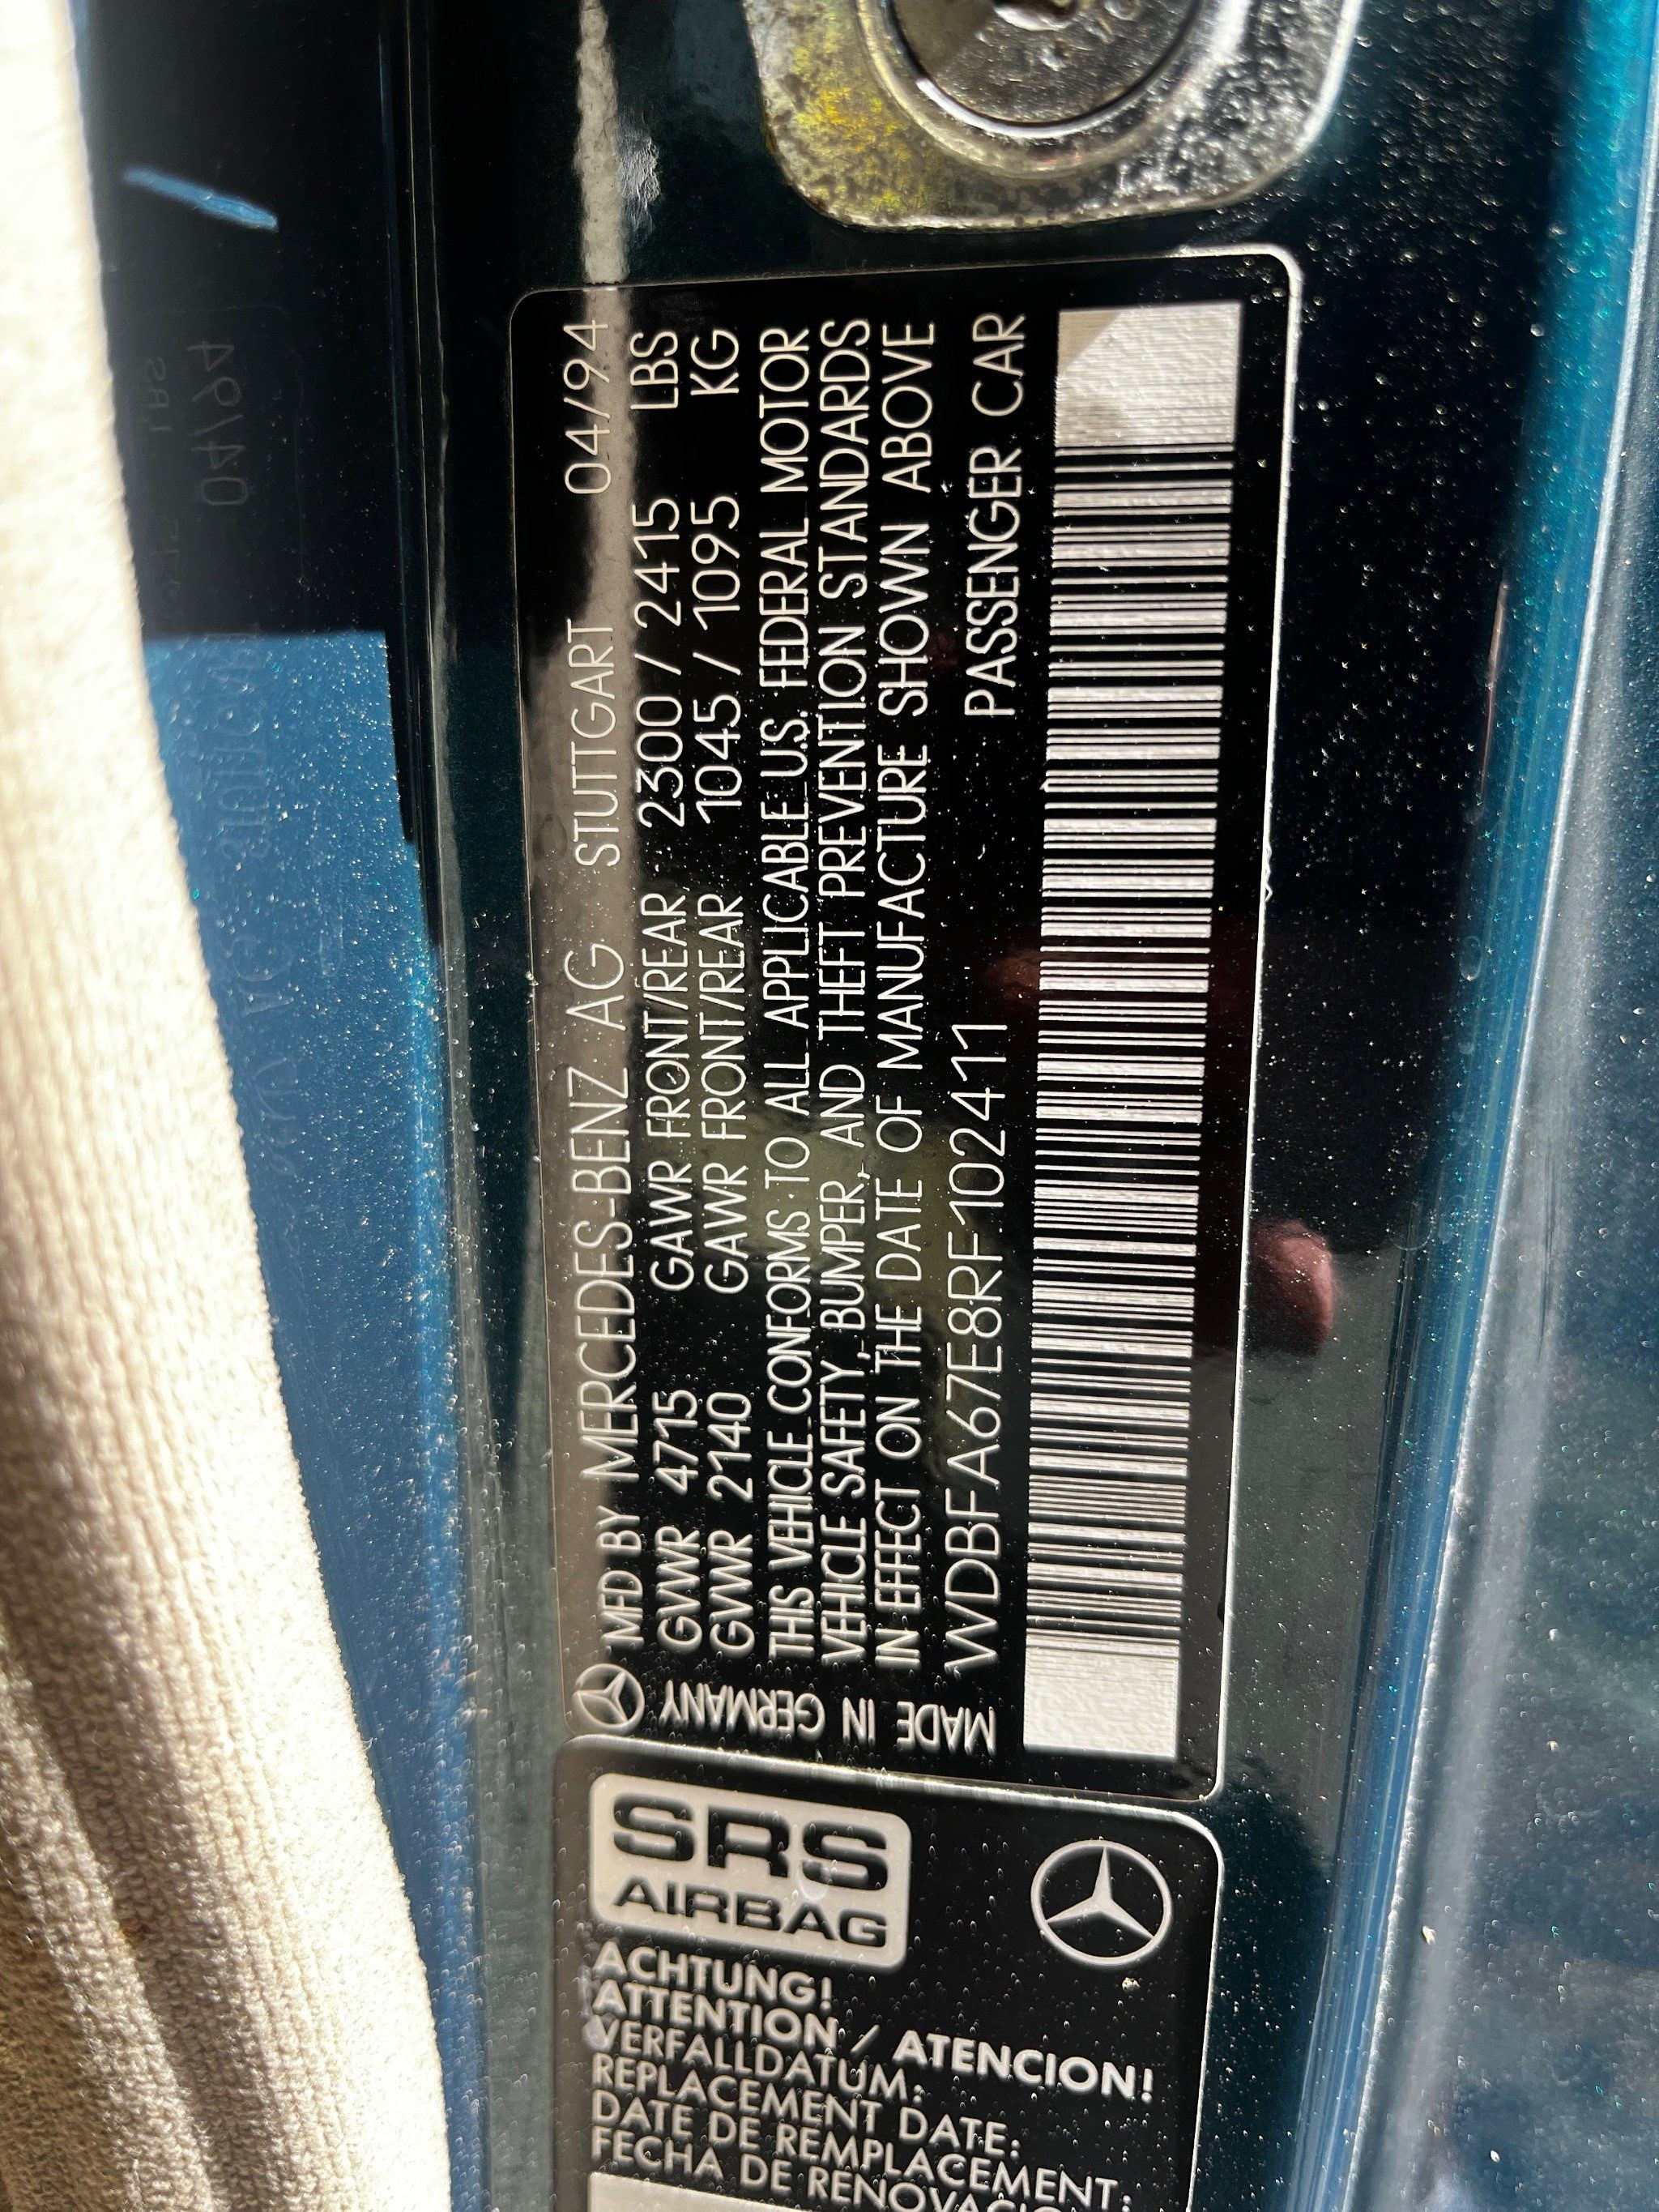 MFD BY MERCEDES-BENZ AG STUTTGART 04/94
GVWR 4715 GAWR FRONT/REAR 2300 / 2415 LBS
GVWR 2140 GAWR FRONT/REAR 1045 / 1095 KG
THIS VEHICLE CONFORMS TO ALL APPLICABLE U.S. FEDERAL MOTOR
VEHICLE SAFETY, BUMPER, AND THEFT PREVENTION STANDARDS
IN EFFECT ON THE DATE OF MANUFACTURE SHOWN ABOVE
WDBFA67E8RF102411 PASSENGER CAR
MADE IN GERMANY
SRS
AIRBAG
ACHTUNG!
ATTENTION / ATENCION!
VERFALLDATUM:
REPLACEMENT DATE:
DATE DE REMPLACEMENT:
FECHA DE